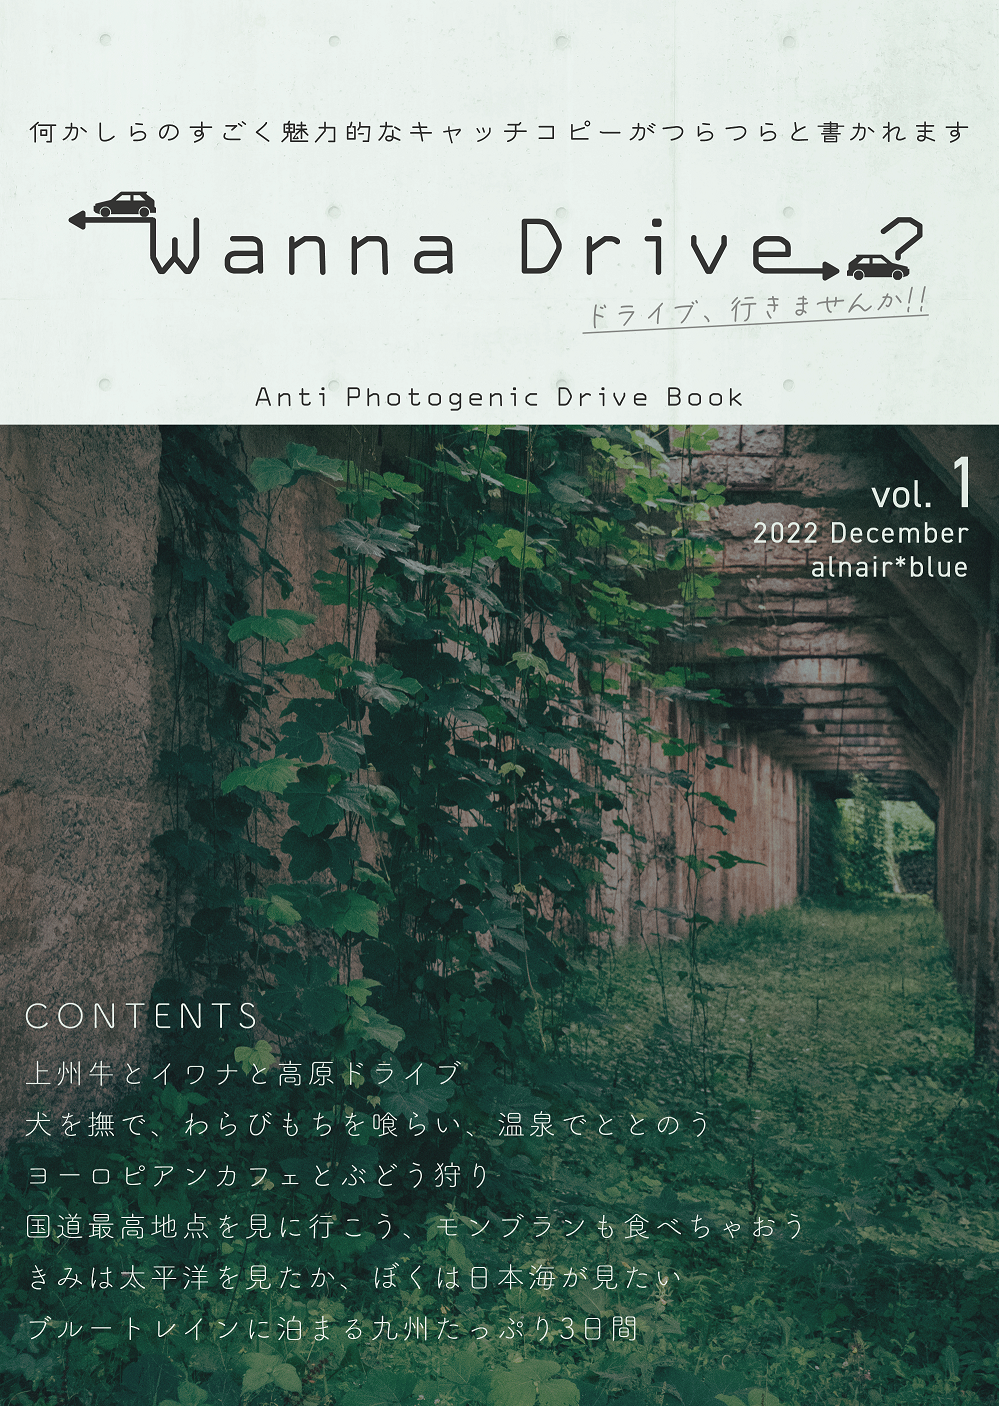 何かしらのすごく魅力的なキャッチコピーがつらつらと書かれます
Wanna Drive?
ドライブ、行きませんか!!
Anti Photogenic Drive Book
vol. 1
2022 December
alnair*blue
CONTENTS
上州牛とイワナと高原ドライブ
犬を撫で、わらびもちを喰らい、温泉でととのう
ヨーロピアンカフェとぶどう狩り
国道最高地点を見に行こう、モンブランも食べちゃおう
きみは太平洋を見たか、ぼくは日本海が見たい
ブルートレインに泊まる九州たっぷり3日間